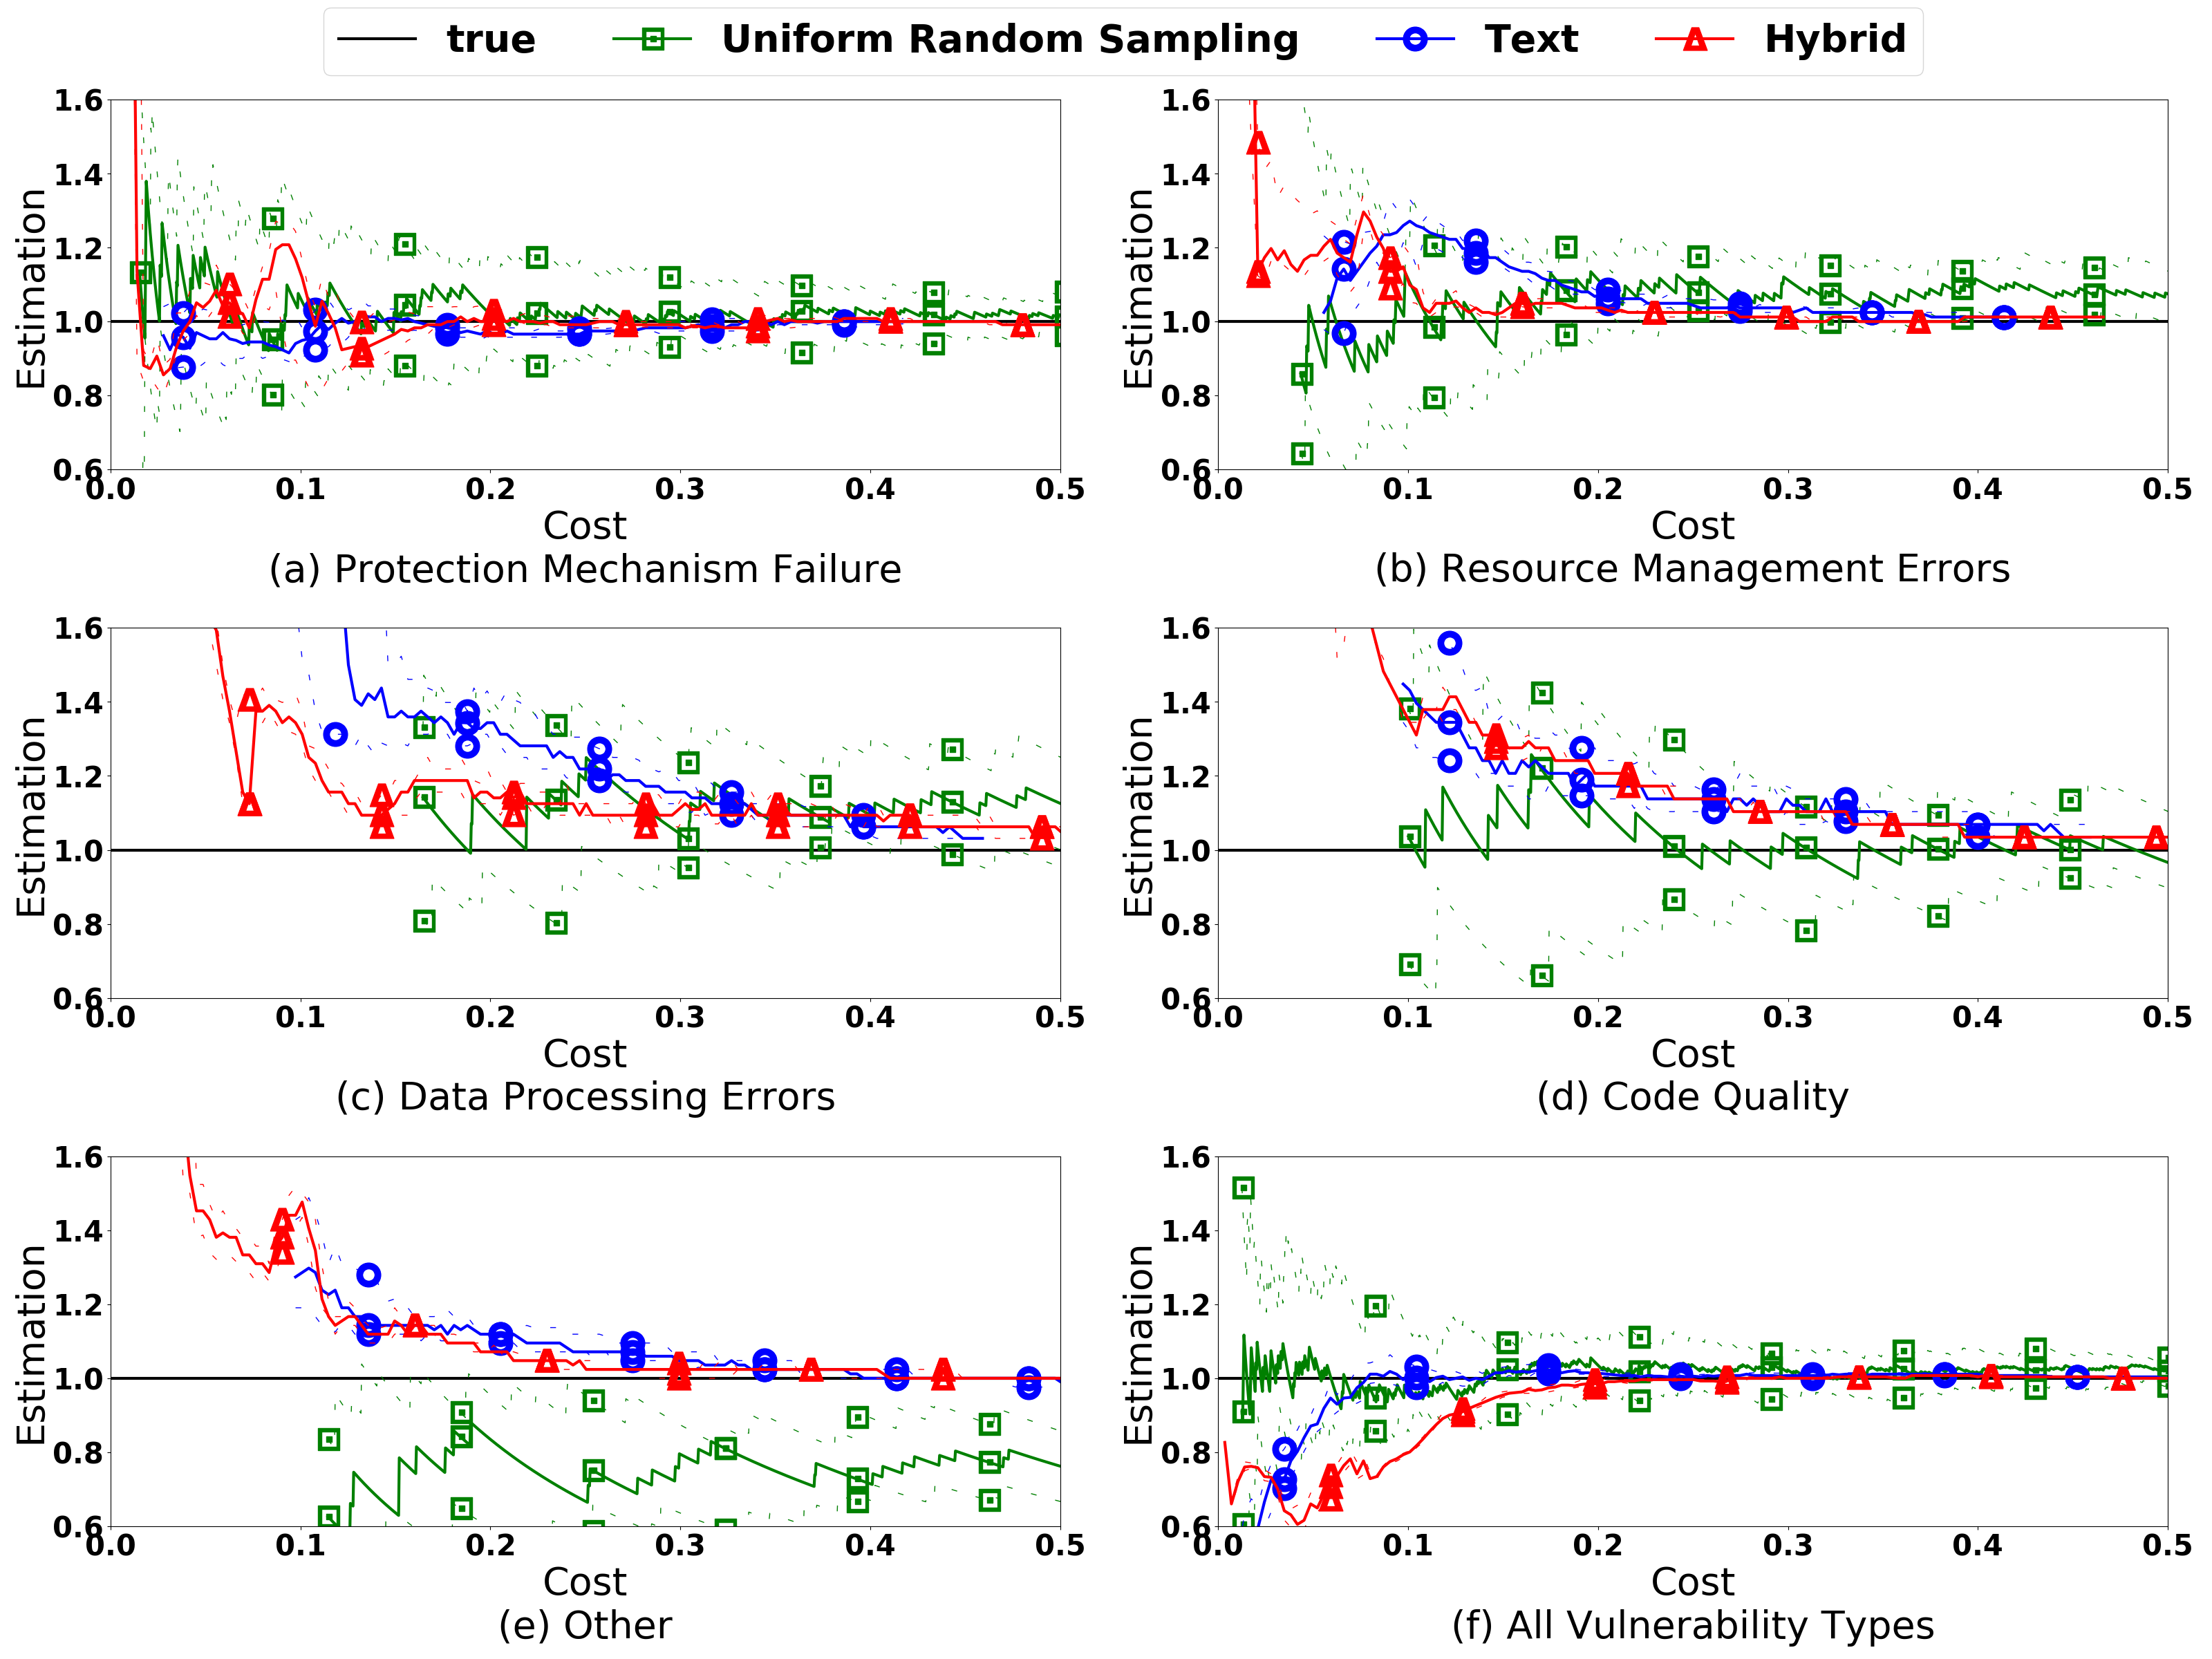 true Uniform Random Sampling Text Hybrid
1.6 1.6
1.4 1.4
1.2 1.2
Estimation Estimation
1.0 1.0
0.8 0.8
0.6 0.6
0.0 0.1 0.2 0.3 0.4 0.5 0.0 0.1 0.2 0.3 0.4 0.5
Cost Cost
(a) Protection Mechanism Failure (b) Resource Management Errors
1.6 1.6
1.4 1.4
1.2 1.2
Estimation Estimation
1.0 1.0
0.8 0.8
0.6 0.6
0.0 0.1 0.2 0.3 0.4 0.5 0.0 0.1 0.2 0.3 0.4 0.5
Cost Cost
(c) Data Processing Errors (d) Code Quality
1.6 1.6
1.4 1.4
1.2 1.2
Estimation Estimation
1.0 1.0
0.8 0.8
0.6 0.6
0.0 0.1 0.2 0.3 0.4 0.5 0.0 0.1 0.2 0.3 0.4 0.5
Cost Cost
(e) Other (f) All Vulnerability Types